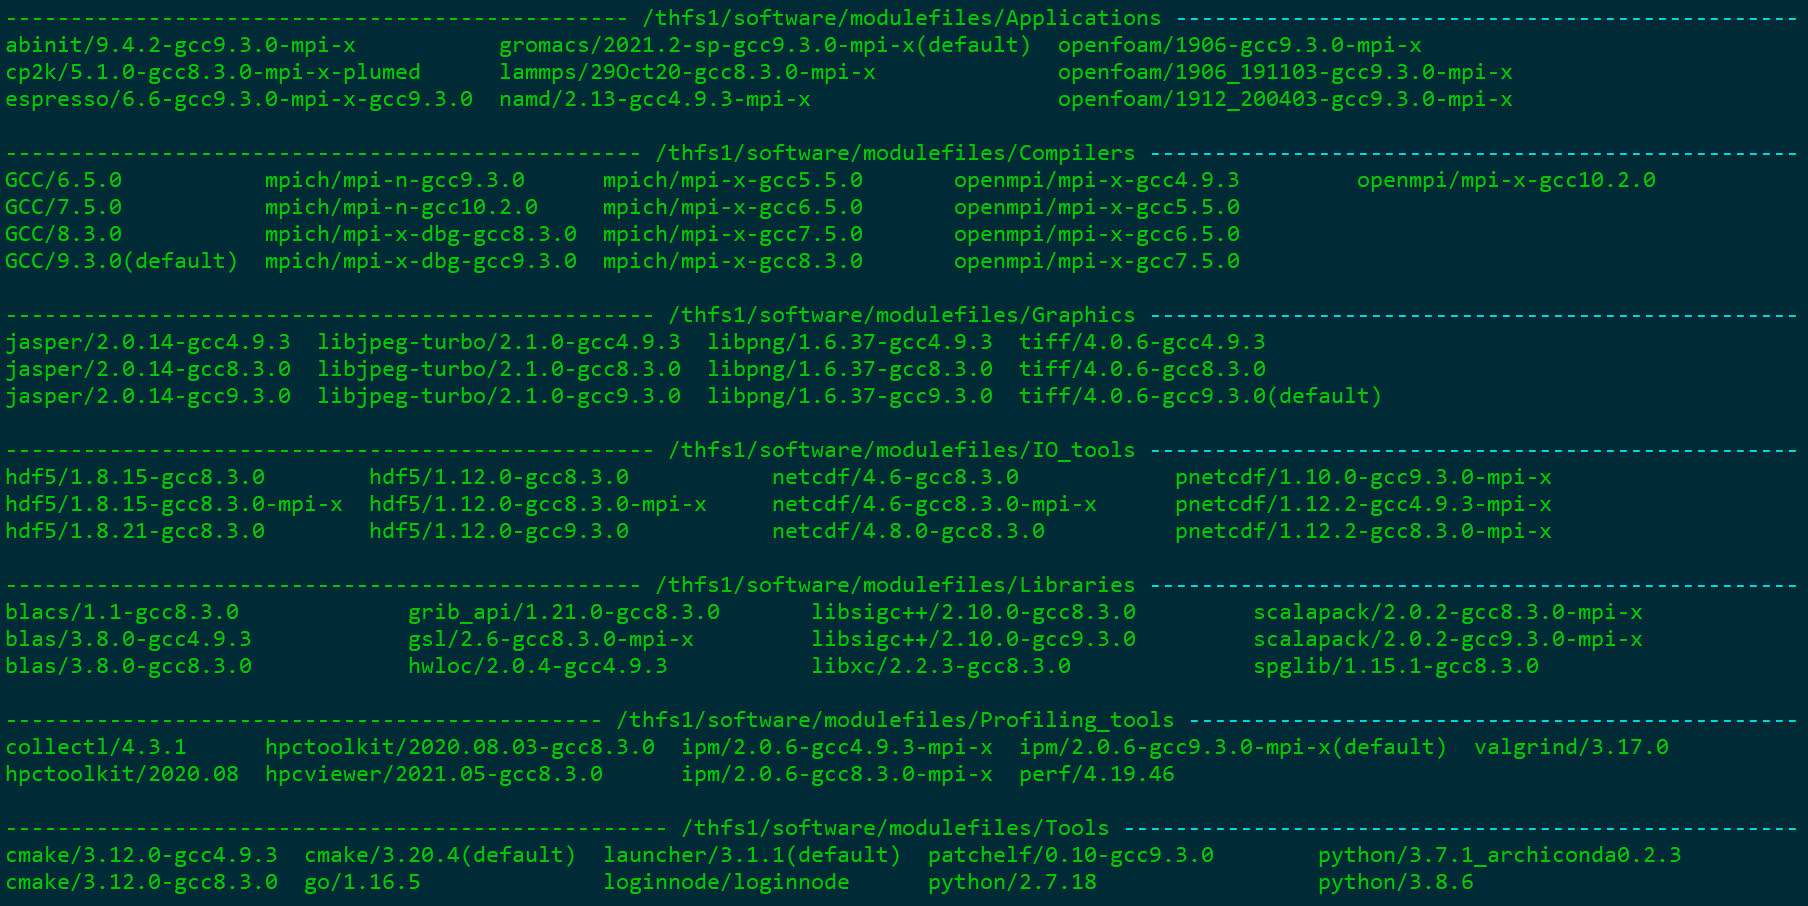 ------------------------------------------------ /thfs1/software/modulefiles/Applications ------------------------------------------------
abinit/9.4.2-gcc9.3.0-mpi-x           gromacs/2021.2-sp-gcc9.3.0-mpi-x(default)  openfoam/1906-gcc9.3.0-mpi-x
cp2k/5.1.0-gcc8.3.0-mpi-x-plumed      lammps/29Oct20-gcc8.3.0-mpi-x              openfoam/1906_191103-gcc9.3.0-mpi-x
espresso/6.6-gcc9.3.0-mpi-x-gcc9.3.0  namd/2.13-gcc4.9.3-mpi-x                   openfoam/1912_200403-gcc9.3.0-mpi-x
------------------------------------------------- /thfs1/software/modulefiles/Compilers --------------------------------------------------
GCC/6.5.0           mpich/mpi-n-gcc9.3.0      mpich/mpi-x-gcc5.5.0       openmpi/mpi-x-gcc4.9.3         openmpi/mpi-x-gcc10.2.0
GCC/7.5.0           mpich/mpi-n-gcc10.2.0     mpich/mpi-x-gcc6.5.0       openmpi/mpi-x-gcc5.5.0
GCC/8.3.0           mpich/mpi-x-dbg-gcc8.3.0  mpich/mpi-x-gcc7.5.0       openmpi/mpi-x-gcc6.5.0
GCC/9.3.0(default)  mpich/mpi-x-dbg-gcc9.3.0  mpich/mpi-x-gcc8.3.0       openmpi/mpi-x-gcc7.5.0
-------------------------------------------------- /thfs1/software/modulefiles/Graphics --------------------------------------------------
jasper/2.0.14-gcc4.9.3  libjpeg-turbo/2.1.0-gcc4.9.3  libpng/1.6.37-gcc4.9.3  tiff/4.0.6-gcc4.9.3
jasper/2.0.14-gcc8.3.0  libjpeg-turbo/2.1.0-gcc8.3.0  libpng/1.6.37-gcc8.3.0  tiff/4.0.6-gcc8.3.0
jasper/2.0.14-gcc9.3.0  libjpeg-turbo/2.1.0-gcc9.3.0  libpng/1.6.37-gcc9.3.0  tiff/4.0.6-gcc9.3.0(default)
-------------------------------------------------- /thfs1/software/modulefiles/IO_tools --------------------------------------------------
hdf5/1.8.15-gcc8.3.0        hdf5/1.12.0-gcc8.3.0           netcdf/4.6-gcc8.3.0            pnetcdf/1.10.0-gcc9.3.0-mpi-x
hdf5/1.8.15-gcc8.3.0-mpi-x  hdf5/1.12.0-gcc8.3.0-mpi-x     netcdf/4.6-gcc8.3.0-mpi-x      pnetcdf/1.12.2-gcc4.9.3-mpi-x
hdf5/1.8.21-gcc8.3.0        hdf5/1.12.0-gcc9.3.0           netcdf/4.8.0-gcc8.3.0          pnetcdf/1.12.2-gcc8.3.0-mpi-x
------------------------------------------------- /thfs1/software/modulefiles/Libraries --------------------------------------------------
blacs/1.1-gcc8.3.0             grib_api/1.21.0-gcc8.3.0       libsigc++/2.10.0-gcc8.3.0         scalapack/2.0.2-gcc8.3.0-mpi-x
blas/3.8.0-gcc4.9.3            gsl/2.6-gcc8.3.0-mpi-x         libsigc++/2.10.0-gcc9.3.0         scalapack/2.0.2-gcc9.3.0-mpi-x
blas/3.8.0-gcc8.3.0            hwloc/2.0.4-gcc4.9.3           libxc/2.2.3-gcc8.3.0              spglib/1.15.1-gcc8.3.0
---------------------------------------------- /thfs1/software/modulefiles/Profiling_tools -----------------------------------------------
collectl/4.3.1      hpctoolkit/2020.08.03-gcc8.3.0  ipm/2.0.6-gcc4.9.3-mpi-x  ipm/2.0.6-gcc9.3.0-mpi-x(default)  valgrind/3.17.0
hpctoolkit/2020.08  hpcviewer/2021.05-gcc8.3.0      ipm/2.0.6-gcc8.3.0-mpi-x  perf/4.19.46
--------------------------------------------------- /thfs1/software/modulefiles/Tools ----------------------------------------------------
cmake/3.12.0-gcc4.9.3  cmake/3.20.4(default)  launcher/3.1.1(default)  patchelf/0.10-gcc9.3.0        python/3.7.1_archiconda0.2.3
cmake/3.12.0-gcc8.3.0  go/1.16.5              loginnode/loginnode      python/2.7.18                 python/3.8.6